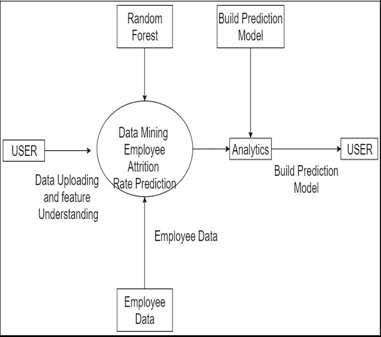 Random
Forest
Build Prediction
Model
USER
Data Mining
Employee
Attrition
Rate Prediction
Analytics
USER
Data Uploading
and feature
Understanding
Build Prediction
Model
Employee Data
Employee
Data